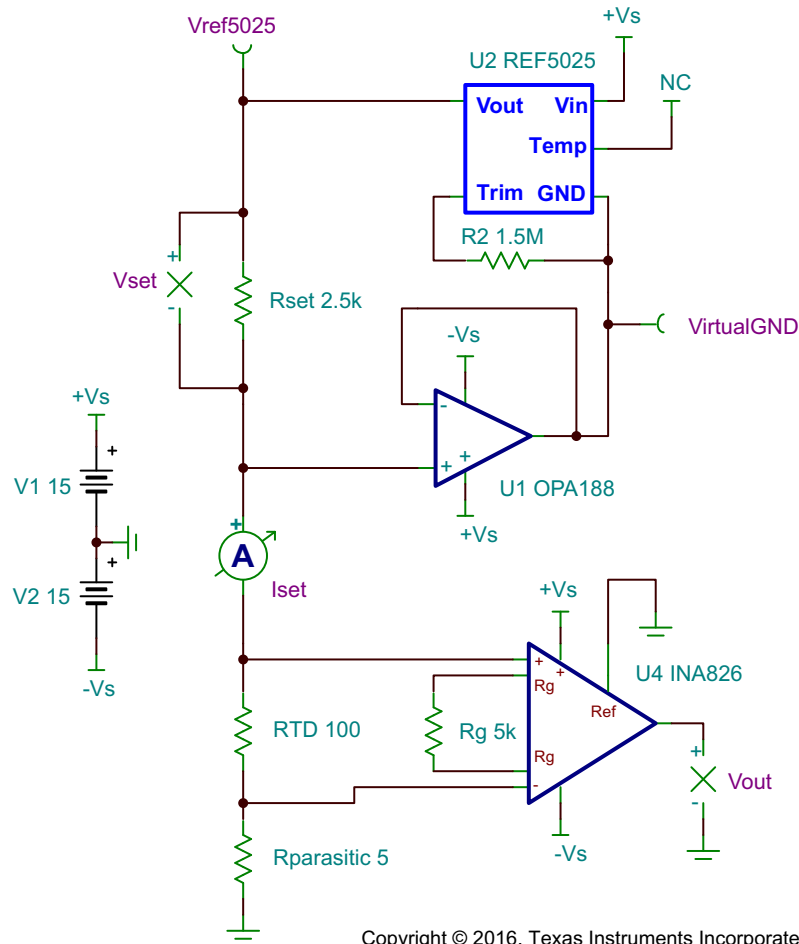 Vref5025
+Vs
U2 REF5025
NC
Vout Vin
Temp
Trim GND
R2 1.5M
+
Vset
-
Rset 2.5k
VirtualGND
-Vs
-
+ +
U1 OPA188
+Vs
+Vs
+
V1 15
+
V2 15
-Vs
+
A
Iset
+Vs
+ +
Rg
U4 INA826
Ref
RTD 100
Rg 5k
Rg
-
+
Vout
-
-Vs
Rparasitic 5
Copyright © 2016, Texas Instruments Incorporate